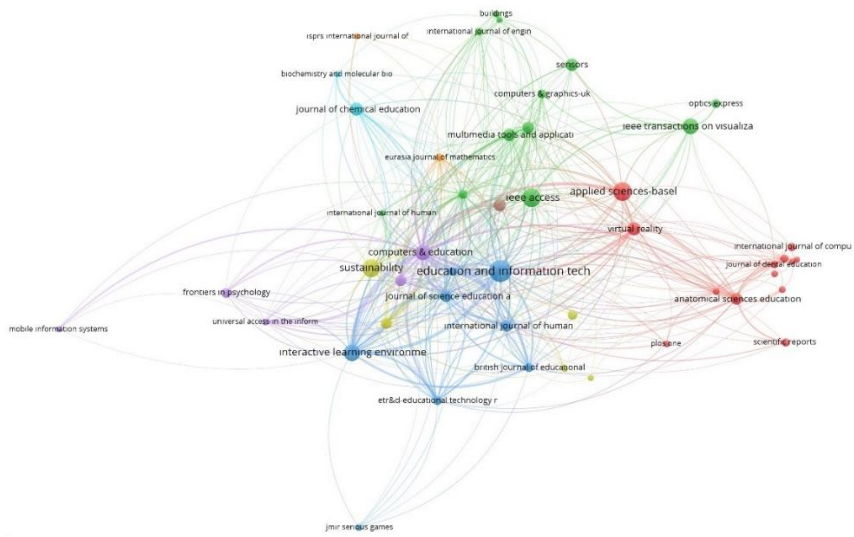 buildings
international journal of engin
isprs international journal of
sensors
biochemistry and molecular bio
computers & graphics-uk
optics express
journal of chemical education
ieee transactions on visualiza
multimedia tools and applicati
eurasia journal of mathematics
applied sciences-basel
ieee access
international journal of human
virtual reality
international journal of compu
computers & education
journal of dental education
sustainability
education and information tech
frontiers in psychology
journal of science education a
anatomical sciences education
universal access in the inform
international journal of human
mobile information systems
plos one
scientific reports
interactive learning environme
british journal of educational
etr&d-educational technology r
jmir serious games